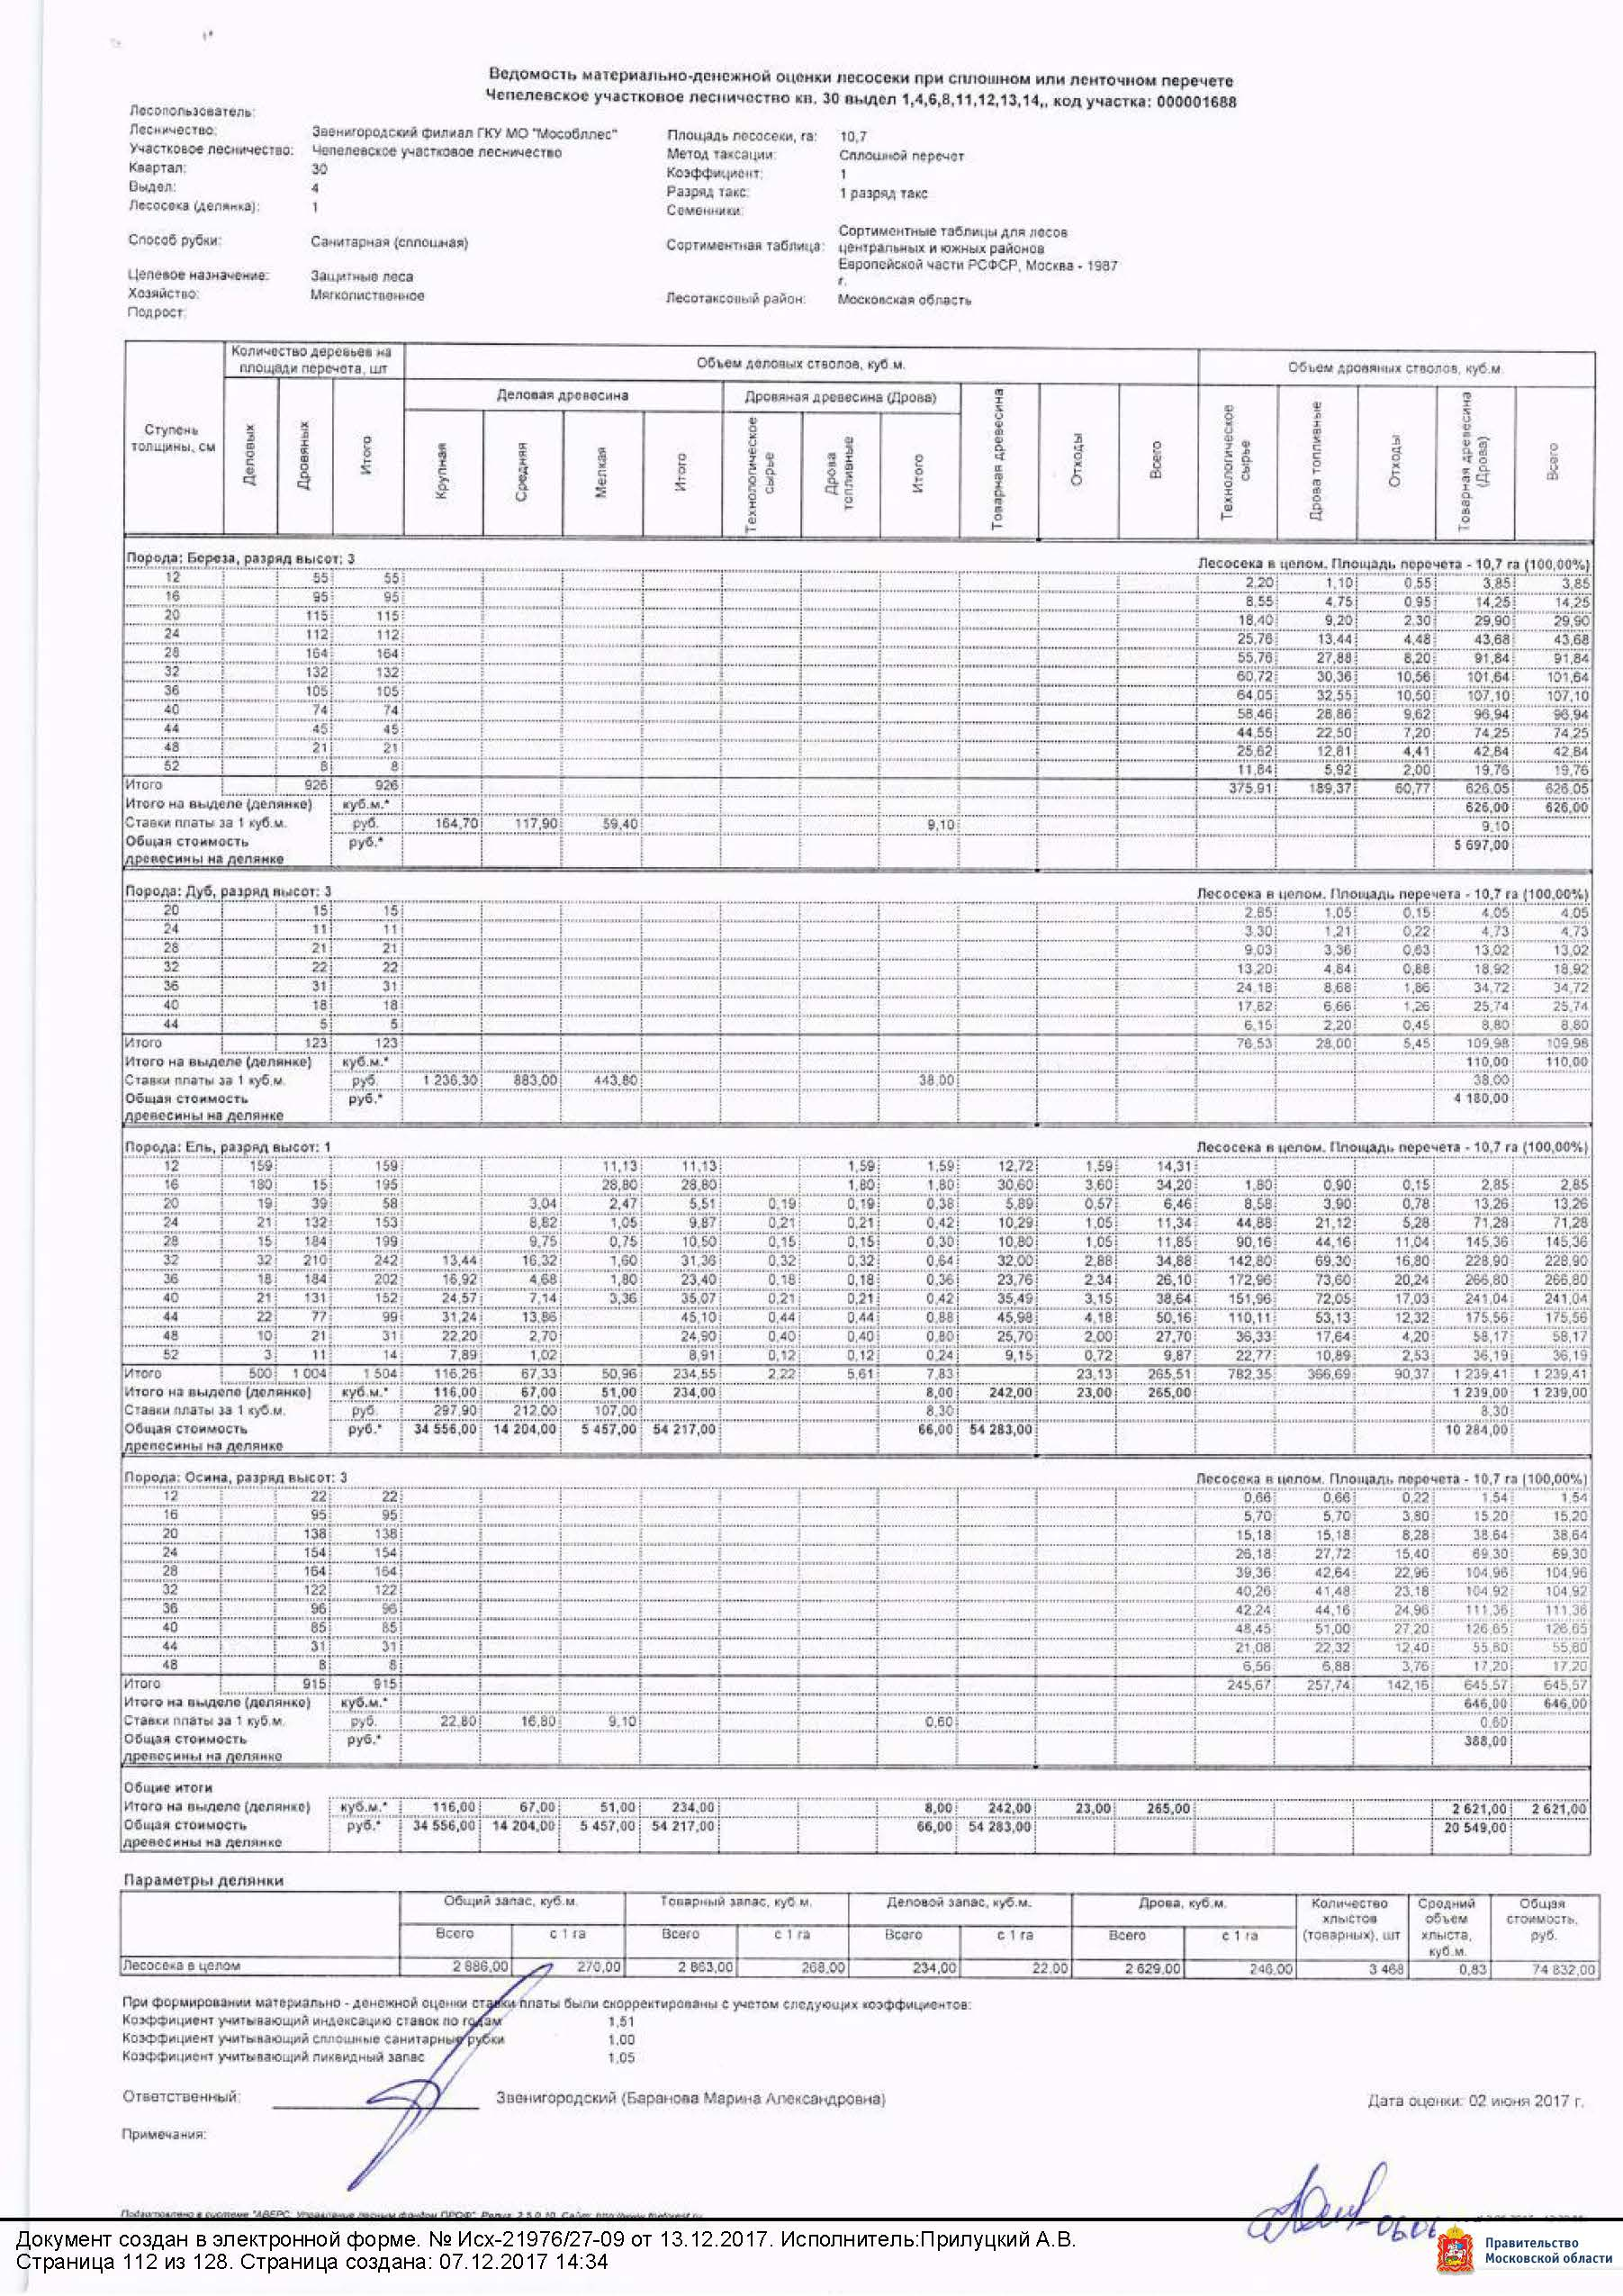 Ведомость материально-денежной оценки лесосеки при сплошном или ленточном перечете
Чепелевское участковое лесничество кв. 30 выдел 1,4,6,8,11,12,13,14,, код участка: 000001688
Лесопользователь:
Лесничество: Звенигородский филиал ГКУ МО "Мособллес" Площадь лесосеки, га: 10,7
Участковое лесничество: Чепелевское участковое лесничество Метод таксации: Сплошной перечет
Квартал: 30 Коэффициент: 1
Выдел: 4 Разряд такс: 1 разряд такс
Лесосека (делянка): 1 Семенники:
Способ рубки: Санитарная (сплошная) Сортиментная таблица: Сортиментные таблицы для лесов
центральных и южных районов
Европейской части РСФСР, Москва - 1987
г.
Целевое назначение: Защитные леса
Хозяйство: Мягколиственное Лесотаксовый район: Московская область
Подрост:
Ступень толщины, см Количество деревьев на площади перечета, шт Объем деловых стволов, куб.м. Объем дровяных стволов, куб.м.
Деловая древесина Дровяная древесина (Дрова)
Деловых Дровяных Итого Крупная Средняя Мелкая Итого Технологическое сырье Дрова топливные Итого Товарная древесина Отходы Всего Технологическое сырье Дрова топливные Отходы Товарная древесина (Дрова) Всего
Порода: Береза, разряд высот: 3 Лесосека в целом. Площадь перечета - 10,7 га (100,00%)
12 55 55 2,20 1,10 0,55 3,85 3,85
16 95 95 8,55 4,75 0,95 14,25 14,25
20 115 115 18,40 9,20 2,30 29,90 29,90
24 112 112 25,76 13,44 4,48 43,68 43,68
28 164 164 55,76 27,88 8,20 91,84 91,84
32 132 132 60,72 30,36 10,56 101,64 101,64
36 105 105 64,05 32,55 10,50 107,10 107,10
40 74 74 58,46 28,86 9,62 96,94 96,94
44 45 45 44,55 22,50 7,20 74,25 74,25
48 21 21 25,62 12,81 4,41 42,84 42,84
52 8 8 11,84 5,92 2,00 19,76 19,76
Итого 926 926 375,91 189,37 60,77 626,05 626,05
Итого на выделе (делянке) куб.м.* 626,00 626,00
Ставки платы за 1 куб.м. руб. 164,70 117,90 59,40 9,10 9,10
Общая стоимость руб.* 5 697,00
древесины на делянке
Порода: Дуб, разряд высот: 3 Лесосека в целом. Площадь перечета - 10,7 га (100,00%)
20 15 15 2,85 1,05 0,15 4,05 4,05
24 11 11 3,30 1,21 0,22 4,73 4,73
28 21 21 9,03 3,36 0,63 13,02 13,02
32 22 22 13,20 4,84 0,88 18,92 18,92
36 31 31 24,18 8,68 1,86 34,72 34,72
40 18 18 17,82 6,66 1,26 25,74 25,74
44 5 5 6,15 2,20 0,45 8,80 8,80
Итого 123 123 76,53 28,00 5,45 109,98 109,98
Итого на выделе (делянке) куб.м.* 110,00 110,00
Ставки платы за 1 куб.м. руб. 1 236,30 883,00 443,80 38,00 38,00
Общая стоимость руб.* 4 180,00
древесины на делянке
Порода: Ель, разряд высот: 1 Лесосека в целом. Площадь перечета - 10,7 га (100,00%)
12 159 159 11,13 11,13 1,59 1,59 12,72 1,59 14,31
16 180 15 195 28,80 28,80 1,80 1,80 30,60 3,60 34,20 1,80 0,90 0,15 2,85 2,85
20 19 39 58 3,04 2,47 5,51 0,19 0,19 0,38 5,89 0,57 6,46 8,58 3,90 0,78 13,26 13,26
24 21 132 153 8,82 1,05 9,87 0,21 0,21 0,42 10,29 1,05 11,34 44,88 21,12 5,28 71,28 71,28
28 15 184 199 9,75 0,75 10,50 0,15 0,15 0,30 10,80 1,05 11,85 90,16 44,16 11,04 145,36 145,36
32 32 210 242 13,44 16,32 1,60 31,36 0,32 0,32 0,64 32,00 2,88 34,88 142,80 69,30 16,80 228,90 228,90
36 18 184 202 16,92 4,68 1,80 23,40 0,18 0,18 0,36 23,76 2,34 26,10 172,96 73,60 20,24 266,80 266,80
40 21 131 152 24,57 7,14 3,36 35,07 0,21 0,21 0,42 35,49 3,15 38,64 151,96 72,05 17,03 241,04 241,04
44 22 77 99 31,24 13,86 45,10 0,44 0,44 0,88 45,98 4,18 50,16 110,11 53,13 12,32 175,56 175,56
48 10 21 31 22,20 2,70 24,90 0,40 0,40 0,80 25,70 2,00 27,70 36,33 17,64 4,20 58,17 58,17
52 3 11 14 7,89 1,02 8,91 0,12 0,12 0,24 9,15 0,72 9,87 22,77 10,89 2,53 36,19 36,19
Итого 500 1 004 1 504 116,26 67,33 50,96 234,55 2,22 5,61 7,83 23,13 265,51 782,35 366,69 90,37 1 239,41 1 239,41
Итого на выделе (делянке) куб.м.* 116,00 67,00 51,00 234,00 8,00 242,00 23,00 265,00 1 239,00 1 239,00
Ставки платы за 1 куб.м. руб. 297,90 212,00 107,00 8,30 8,30
Общая стоимость руб.* 34 556,00 14 204,00 5 457,00 54 217,00 66,00 54 283,00 10 284,00
древесины на делянке
Порода: Осина, разряд высот: 3 Лесосека в целом. Площадь перечета - 10,7 га (100,00%)
12 22 22 0,66 0,66 0,22 1,54 1,54
16 95 95 5,70 5,70 3,80 15,20 15,20
20 138 138 15,18 15,18 8,28 38,64 38,64
24 154 154 26,18 27,72 15,40 69,30 69,30
28 164 164 39,36 42,64 22,96 104,96 104,96
32 122 122 40,26 41,48 23,18 104,92 104,92
36 96 96 42,24 44,16 24,96 111,36 111,36
40 85 85 48,45 51,00 27,20 126,65 126,65
44 31 31 21,08 22,32 12,40 55,80 55,80
48 8 8 6,56 6,88 3,76 17,20 17,20
Итого 915 915 245,67 257,74 142,16 645,57 645,57
Итого на выделе (делянке) куб.м.* 646,00 646,00
Ставки платы за 1 куб.м. руб. 22,80 16,80 9,10 0,60 0,60
Общая стоимость руб.* 388,00
древесины на делянке
Общие итоги
Итого на выделе (делянке) куб.м.* 116,00 67,00 51,00 234,00 8,00 242,00 23,00 265,00 2 621,00 2 621,00
Общая стоимость руб.* 34 556,00 14 204,00 5 457,00 54 217,00 66,00 54 283,00 20 549,00
древесины на делянке
Параметры делянки
Общий запас, куб.м. Товарный запас, куб.м. Деловой запас, куб.м. Дрова, куб.м. Количество хлыстов (товарных), шт Средний объем хлыста, куб.м. Общая стоимость, руб.
Всего с 1 га Всего с 1 га Всего с 1 га Всего с 1 га
Лесосека в целом 2 886,00 270,00 2 863,00 268,00 234,00 22,00 2 629,00 246,00 3 468 0,83 74 832,00
При формировании материально - денежной оценки ставки платы были скорректированы с учетом следующих коэффициентов:
Коэффициент учитывающий индексацию ставок по годам 1,51
Коэффициент учитывающий сплошные санитарные рубки 1,00
Коэффициент учитывающий ликвидный запас 1,05
Ответственный: Звенигородский (Баранова Марина Александровна) Дата оценки: 02 июня 2017 г.
Примечания:
Документ создан в электронной форме. № Исх-21976/27-09 от 13.12.2017. Исполнитель:Прилуцкий А.В.
Страница 112 из 128. Страница создана: 07.12.2017 14:34
Правительство
Московской области